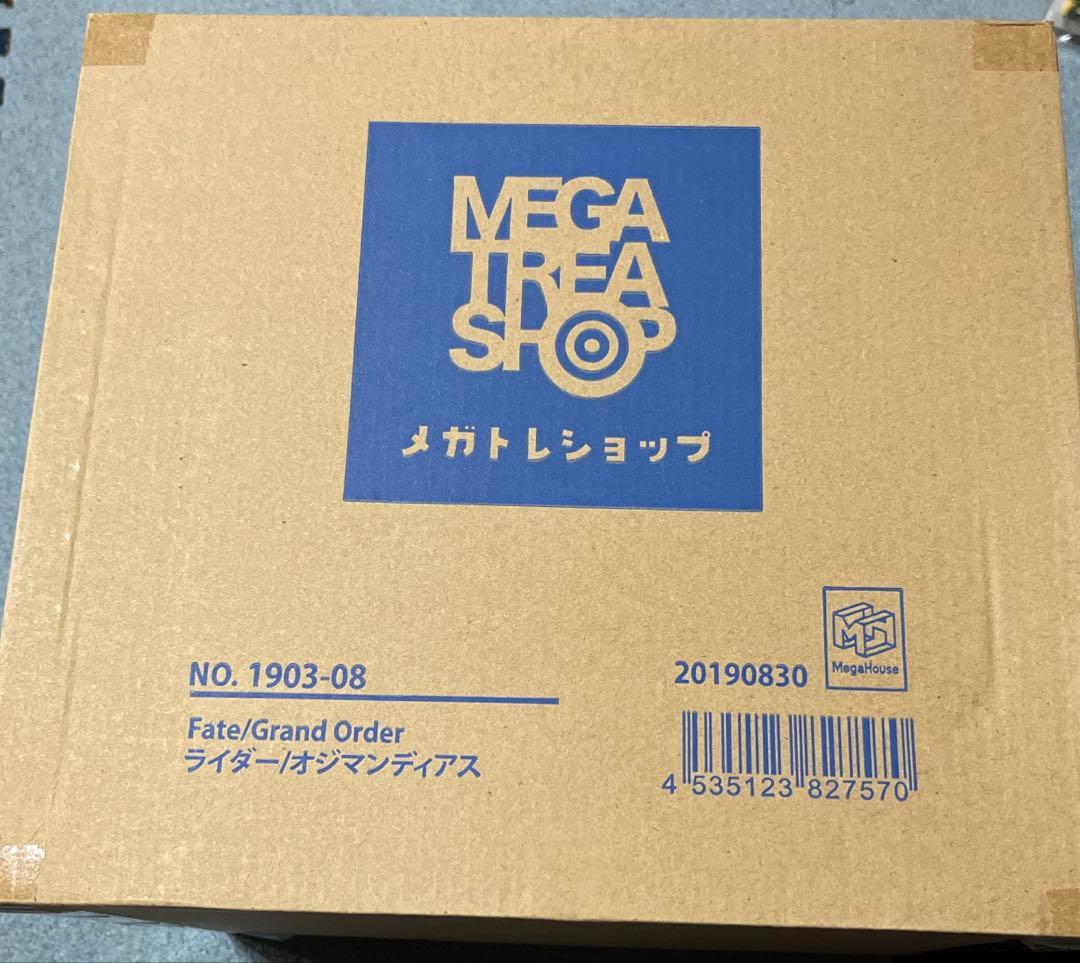 MEGA
TREA
SHOP
メガトレショップ
NO. 1903-08
20190830
MegaHouse
Fate/Grand Order
ライダー/オジマンディアス
4 535123 827570